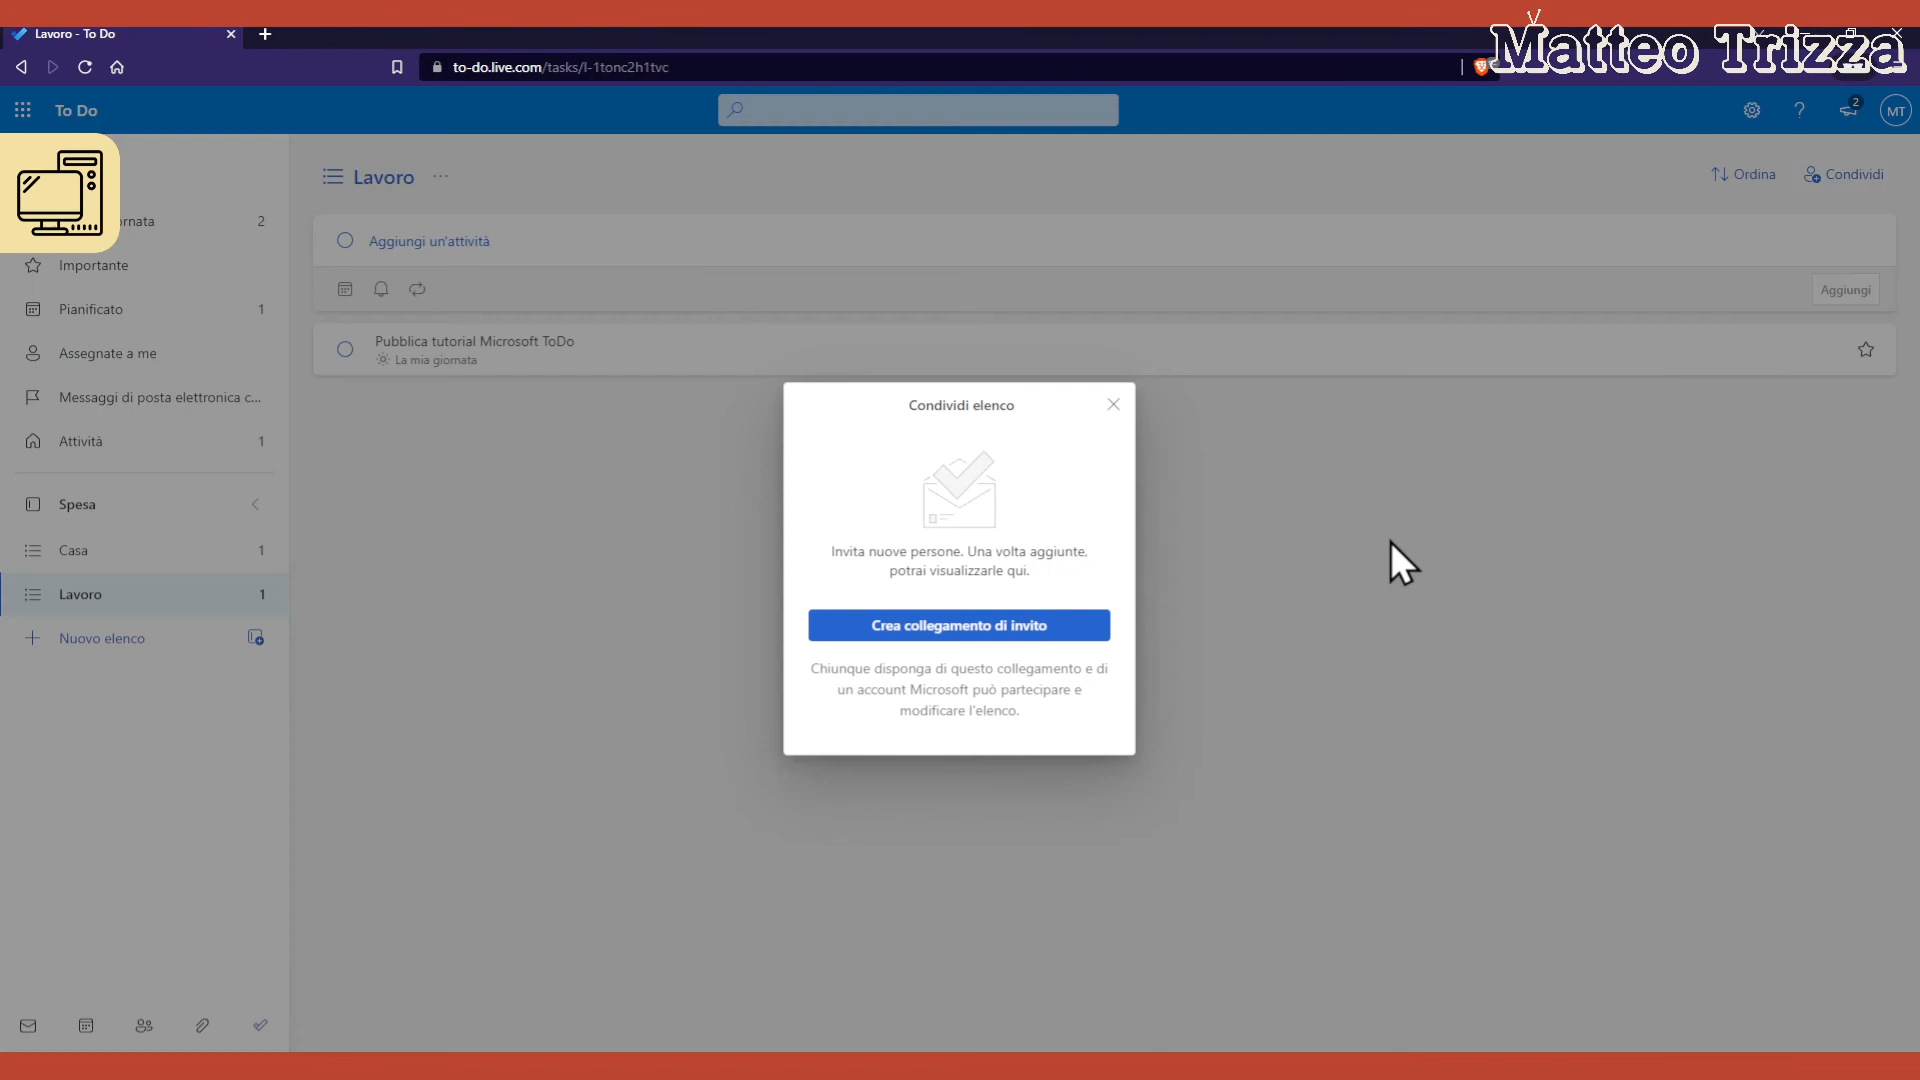 Lavoro - To Do
Matteo Trizza
to-do.live.com/tasks/l-1tonc2h1tvc
To Do
2
MT
Lavoro
Ordina
Condividi
ornata
2
Aggiungi un'attività
Importante
Aggiungi
Pianificato
1
Pubblica tutorial Microsoft ToDo
La mia giornata
Assegnate a me
Messaggi di posta elettronica c...
Condividi elenco
Attività
1
Spesa
Invita nuove persone. Una volta aggiunte,
potrai visualizzarle qui.
Casa
1
Lavoro
1
Crea collegamento di invito
Nuovo elenco
Chiunque disponga di questo collegamento e di
un account Microsoft può partecipare e
modificare l'elenco.